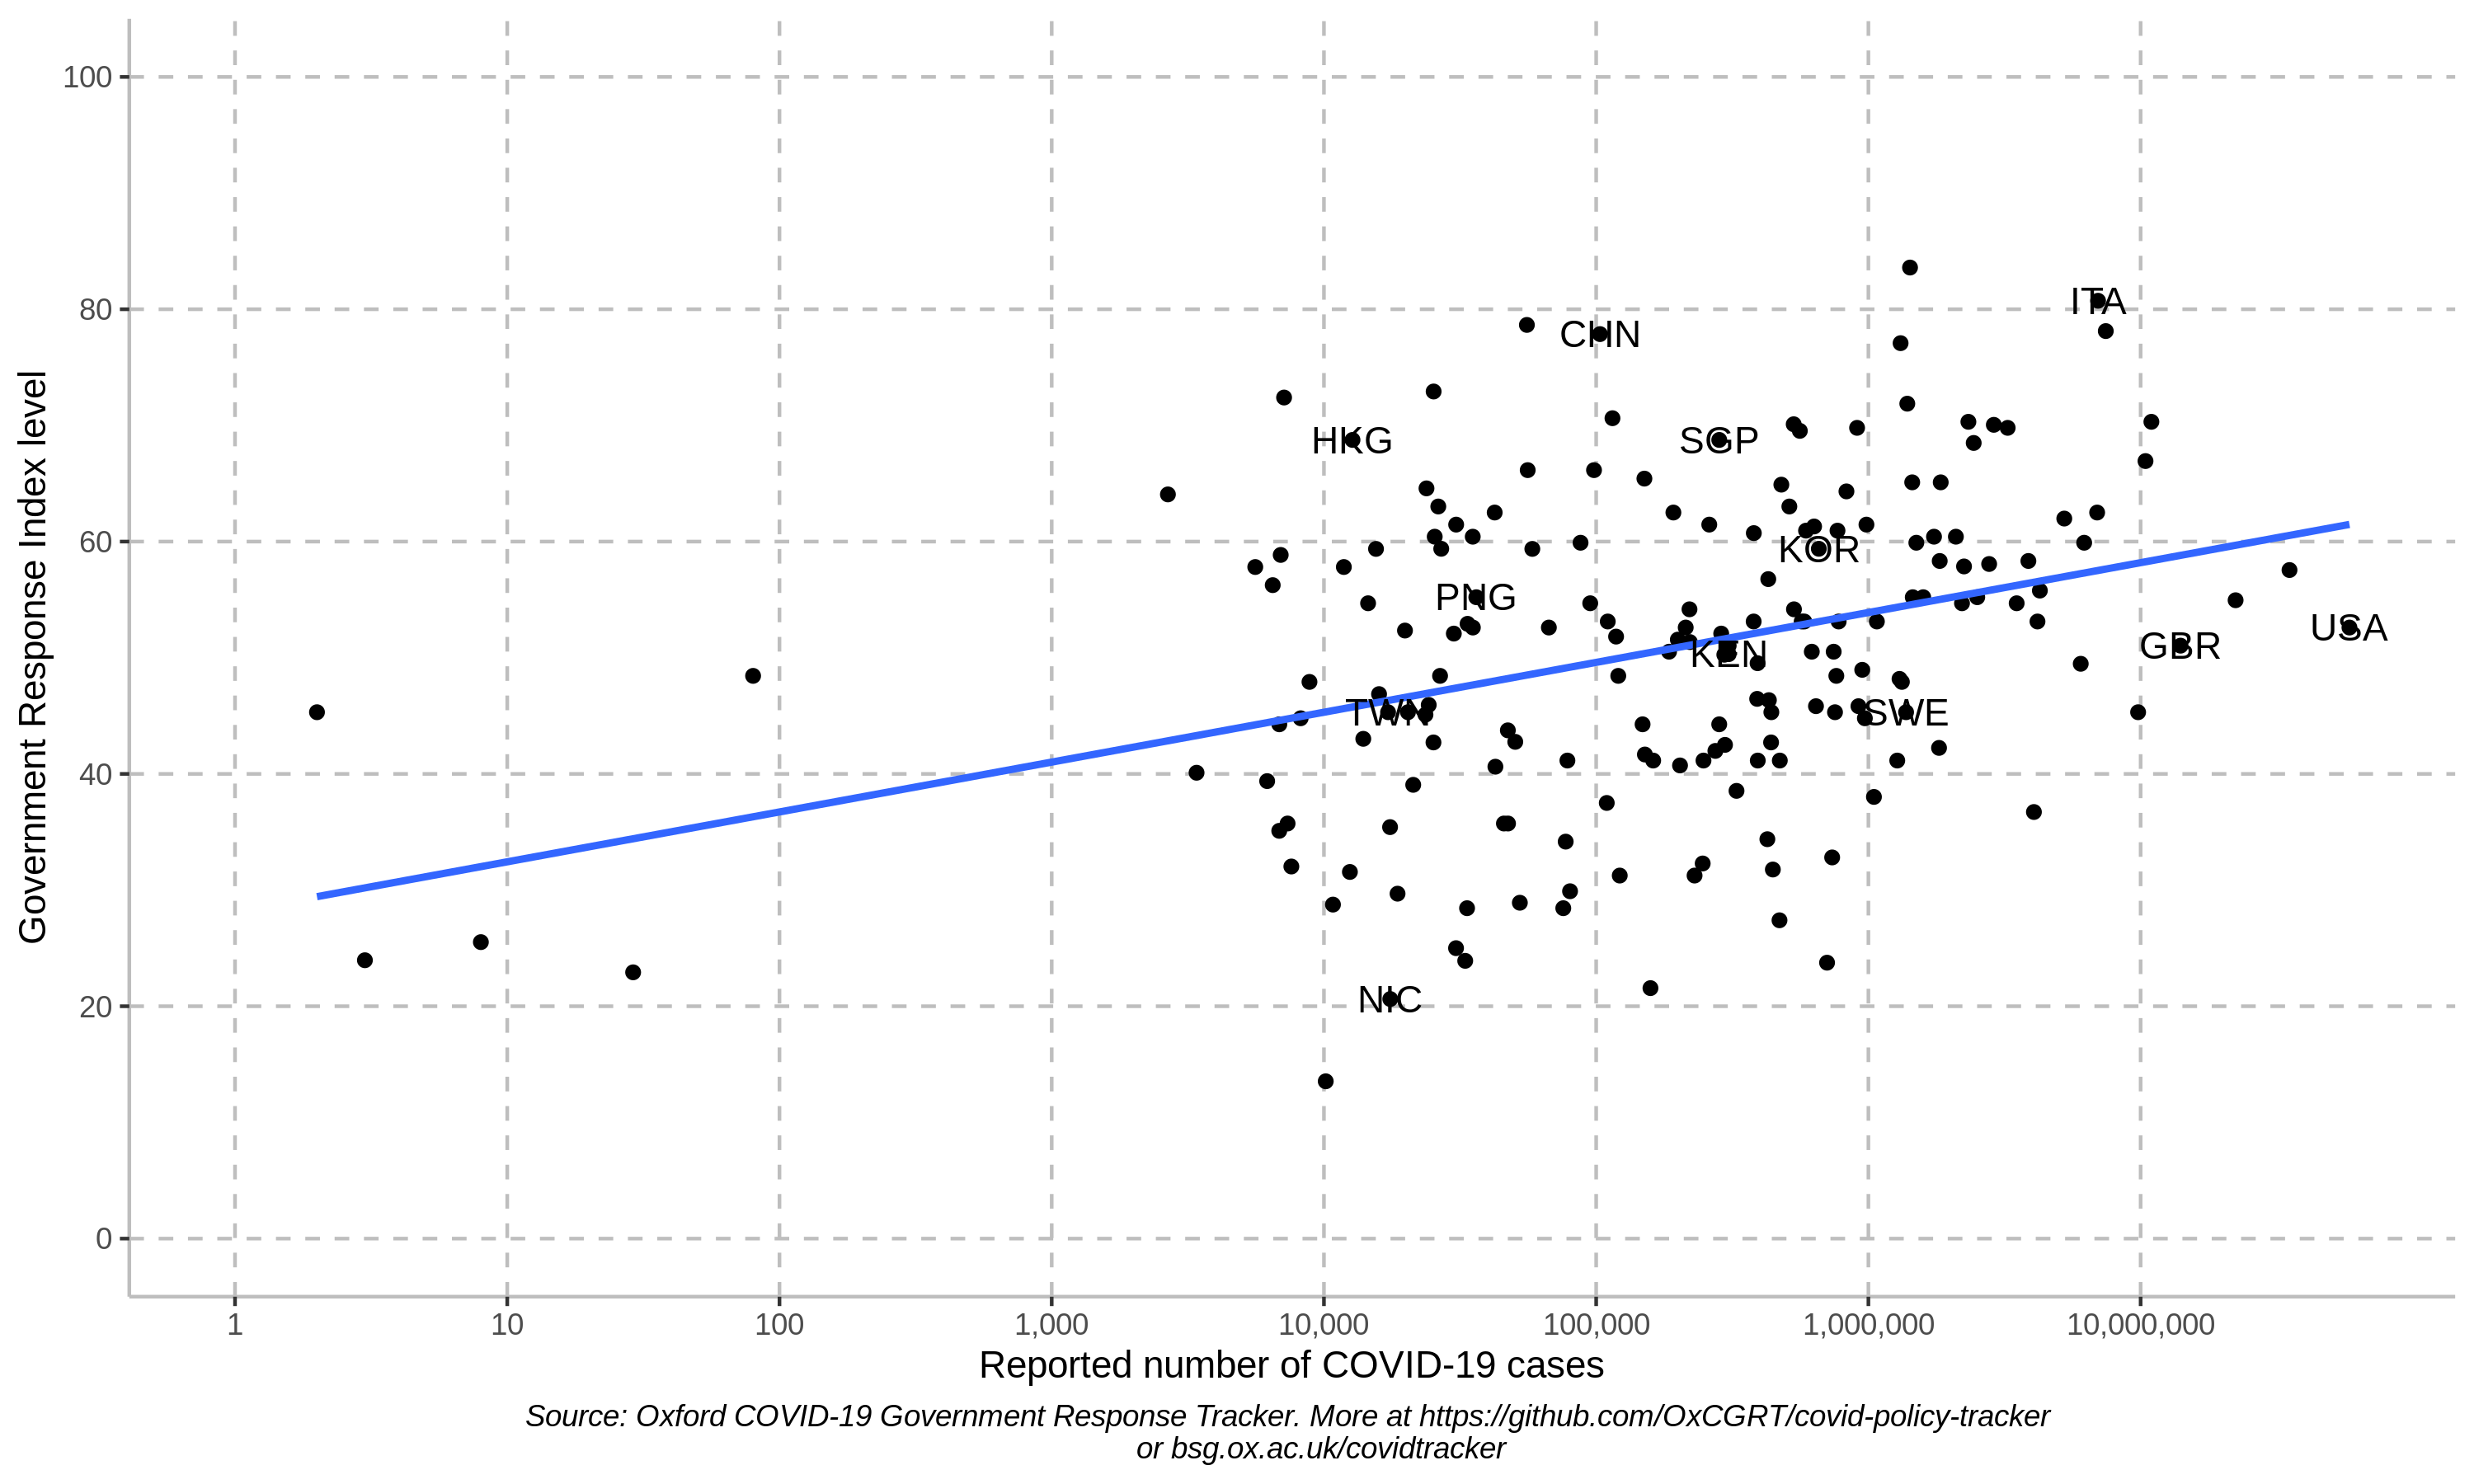 Government Response Index level
100
80
60
40
20
0
ITA
CHN
HKG
SGP
KOR
PNG
USA
GBR
KEN
TWN
SWE
NIC
1
10
100
1,000
10,000
100,000
1,000,000
10,000,000
Reported number of COVID-19 cases
Source: Oxford COVID-19 Government Response Tracker. More at https://github.com/OxCGRT/covid-policy-tracker
or bsg.ox.ac.uk/covidtracker